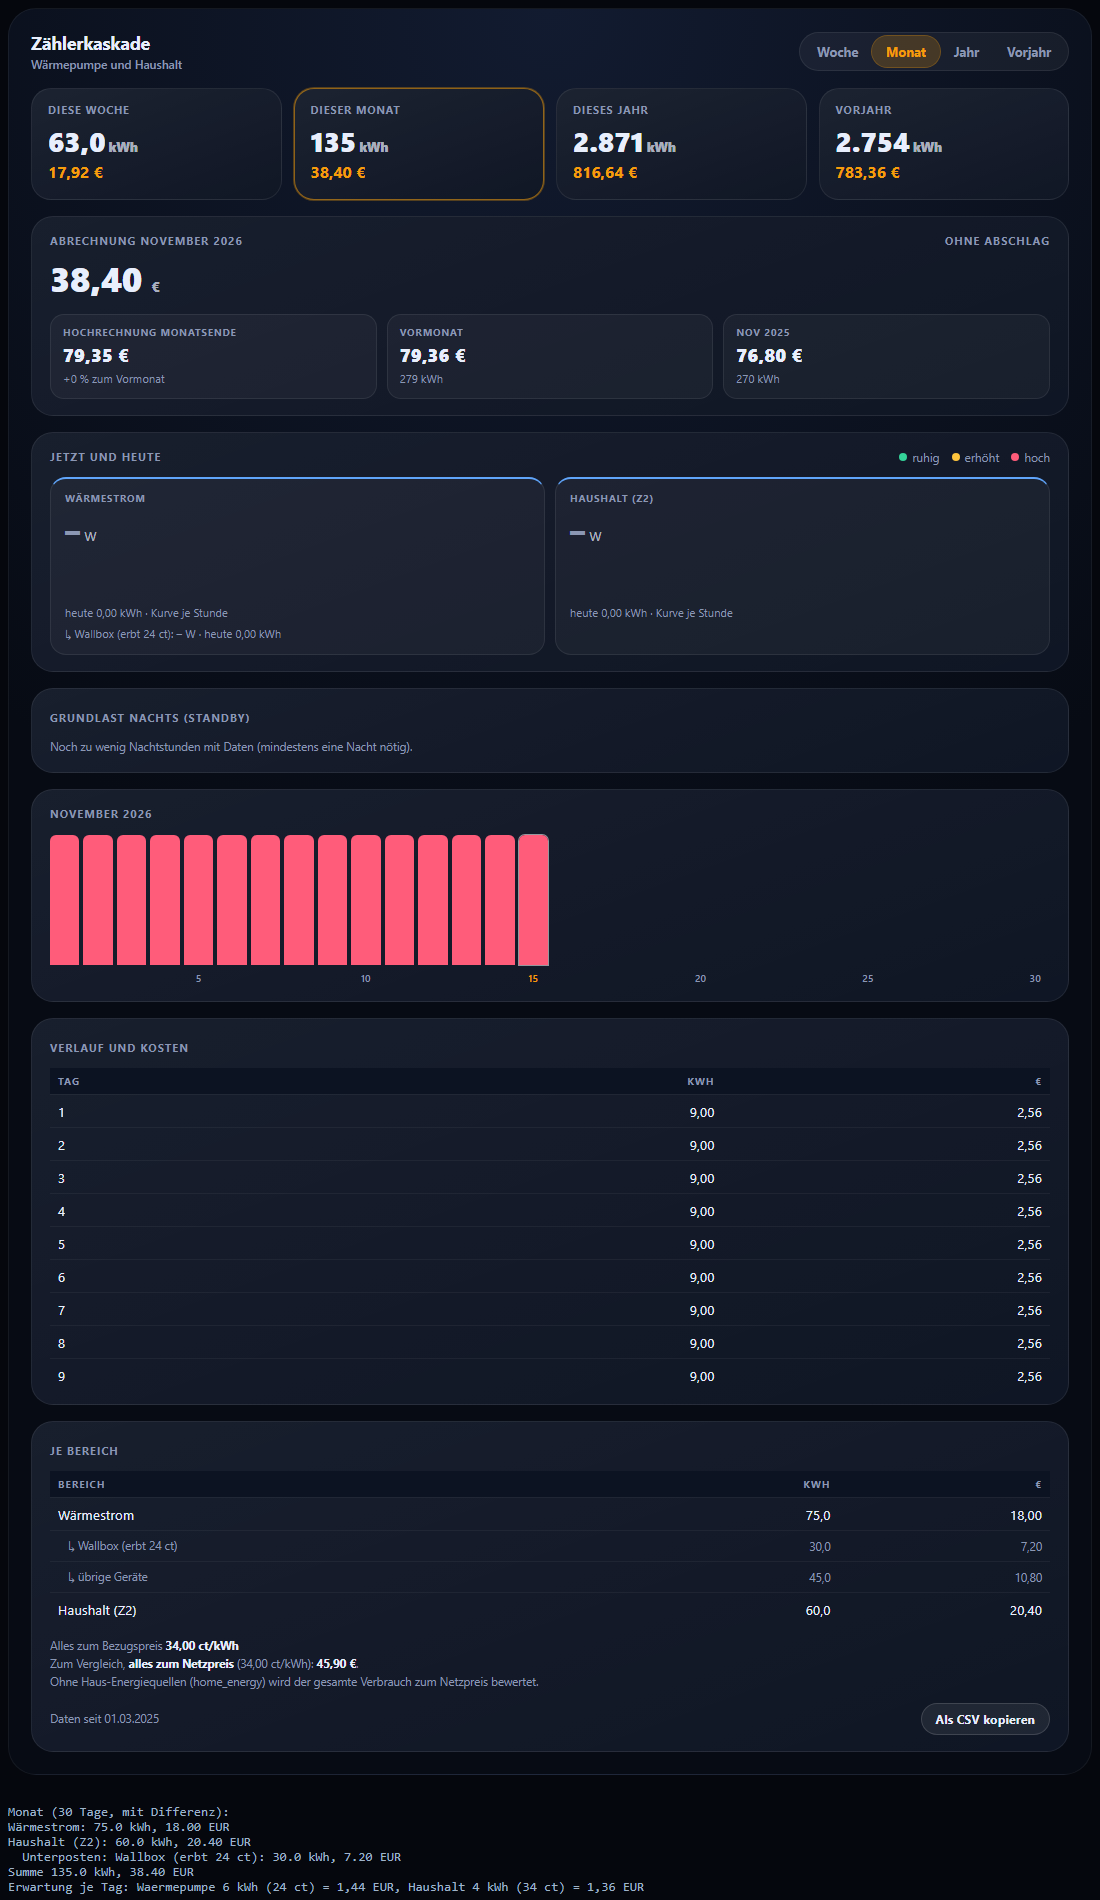 Zählerkaskade
Wärmepumpe und Haushalt
Woche Monat Jahr Vorjahr
DIESE WOCHE
63,0 kWh
17,92 €
DIESER MONAT
135 kWh
38,40 €
DIESES JAHR
2.871 kWh
816,64 €
VORJAHR
2.754 kWh
783,36 €
ABRECHNUNG NOVEMBER 2026
OHNE ABSCHLAG
38,40 €
HOCHRECHNUNG MONATSENDE
79,35 €
+0 % zum Vormonat
VORMONAT
79,36 €
279 kWh
NOV 2025
76,80 €
270 kWh
JETZT UND HEUTE
ruhig erhöht hoch
WÄRMESTROM
– W
heute 0,00 kWh · Kurve je Stunde
↳ Wallbox (erbt 24 ct): – W · heute 0,00 kWh
HAUSHALT (Z2)
– W
heute 0,00 kWh · Kurve je Stunde
GRUNDLAST NACHTS (STANDBY)
Noch zu wenig Nachtstunden mit Daten (mindestens eine Nacht nötig).
NOVEMBER 2026
5 10 15 20 25 30
VERLAUF UND KOSTEN
TAG KWH €
1 9,00 2,56
2 9,00 2,56
3 9,00 2,56
4 9,00 2,56
5 9,00 2,56
6 9,00 2,56
7 9,00 2,56
8 9,00 2,56
9 9,00 2,56
JE BEREICH
BEREICH KWH €
Wärmestrom 75,0 18,00
↳ Wallbox (erbt 24 ct) 30,0 7,20
↳ übrige Geräte 45,0 10,80
Haushalt (Z2) 60,0 20,40
Alles zum Bezugspreis 34,00 ct/kWh
Zum Vergleich, alles zum Netzpreis (34,00 ct/kWh): 45,90 €.
Ohne Haus-Energiequellen (home_energy) wird der gesamte Verbrauch zum Netzpreis bewertet.
Daten seit 01.03.2025
Als CSV kopieren
Monat (30 Tage, mit Differenz):
Wärmestrom: 75.0 kWh, 18.00 EUR
Haushalt (Z2): 60.0 kWh, 20.40 EUR
Unterposten: Wallbox (erbt 24 ct): 30.0 kWh, 7.20 EUR
Summe 135.0 kWh, 38.40 EUR
Erwartung je Tag: Waermepumpe 6 kWh (24 ct) = 1,44 EUR, Haushalt 4 kWh (34 ct) = 1,36 EUR